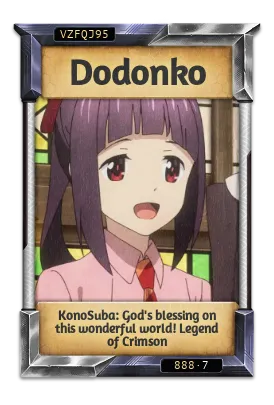 VZFQJ95
Dodonko
KonoSuba: God's blessing on
this wonderful world! Legend
of Crimson
888·7